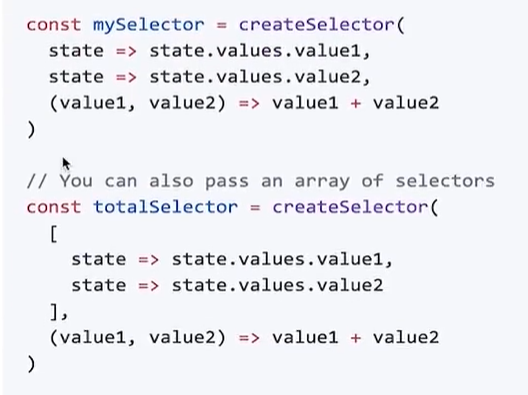 const mySelector = createSelector(
  state => state.values.value1,
  state => state.values.value2,
  (value1, value2) => value1 + value2
)

// You can also pass an array of selectors
const totalSelector = createSelector(
  [
    state => state.values.value1,
    state => state.values.value2
  ],
  (value1, value2) => value1 + value2
)